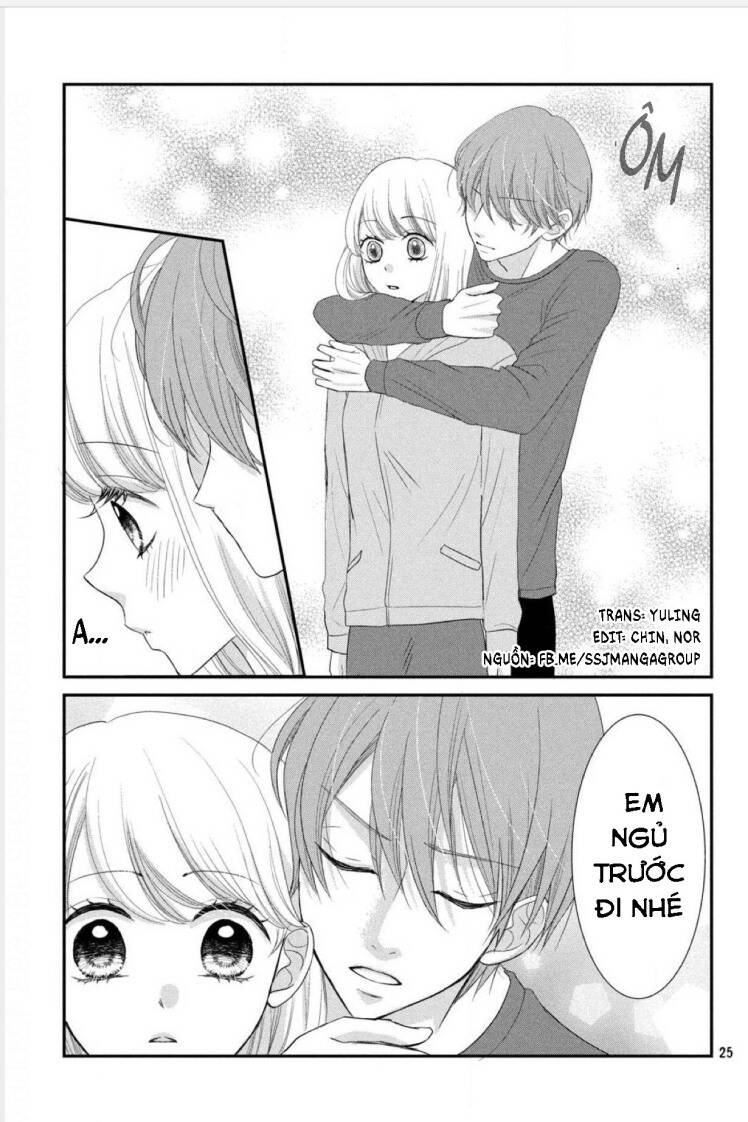 ÔM
A...
TRANS: YULING
EDIT: CHIN, NOR
NGUỒN: FB.ME/SSJMANGAGROUP
EM
NGỦ
TRƯỚC
ĐI NHÉ
25